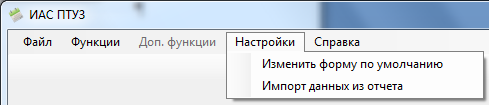 ИАС ПТУЗ
Файл Функции Доп. функции Настройки Справка
Изменить форму по умолчанию
Импорт данных из отчета